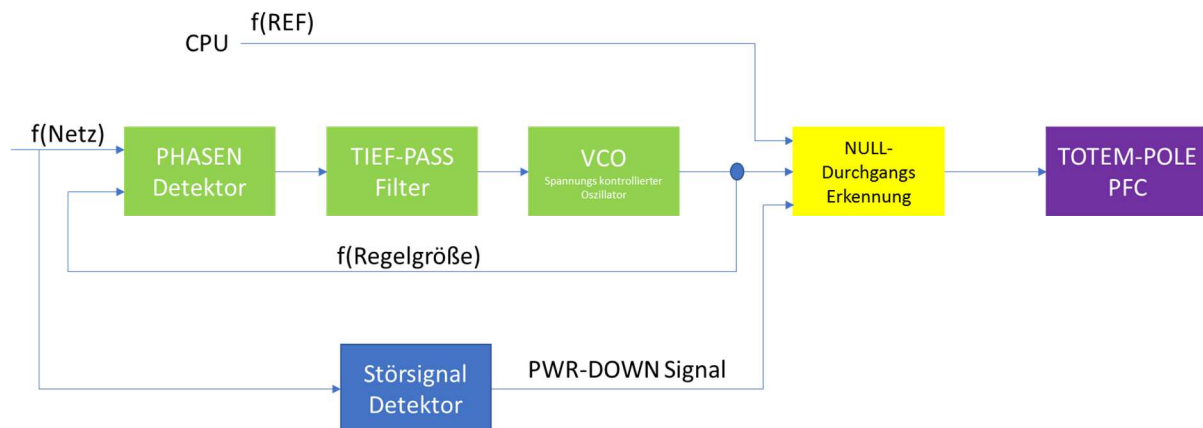 f(REF)
CPU
f(Netz)
PHASEN
Detektor
TIEF-PASS
Filter
VCO
Spannungs kontrollierter
Oszillator
NULL-
Durchgangs
Erkennung
TOTEM-POLE
PFC
f(Regelgröße)
Störsignal
Detektor
PWR-DOWN Signal